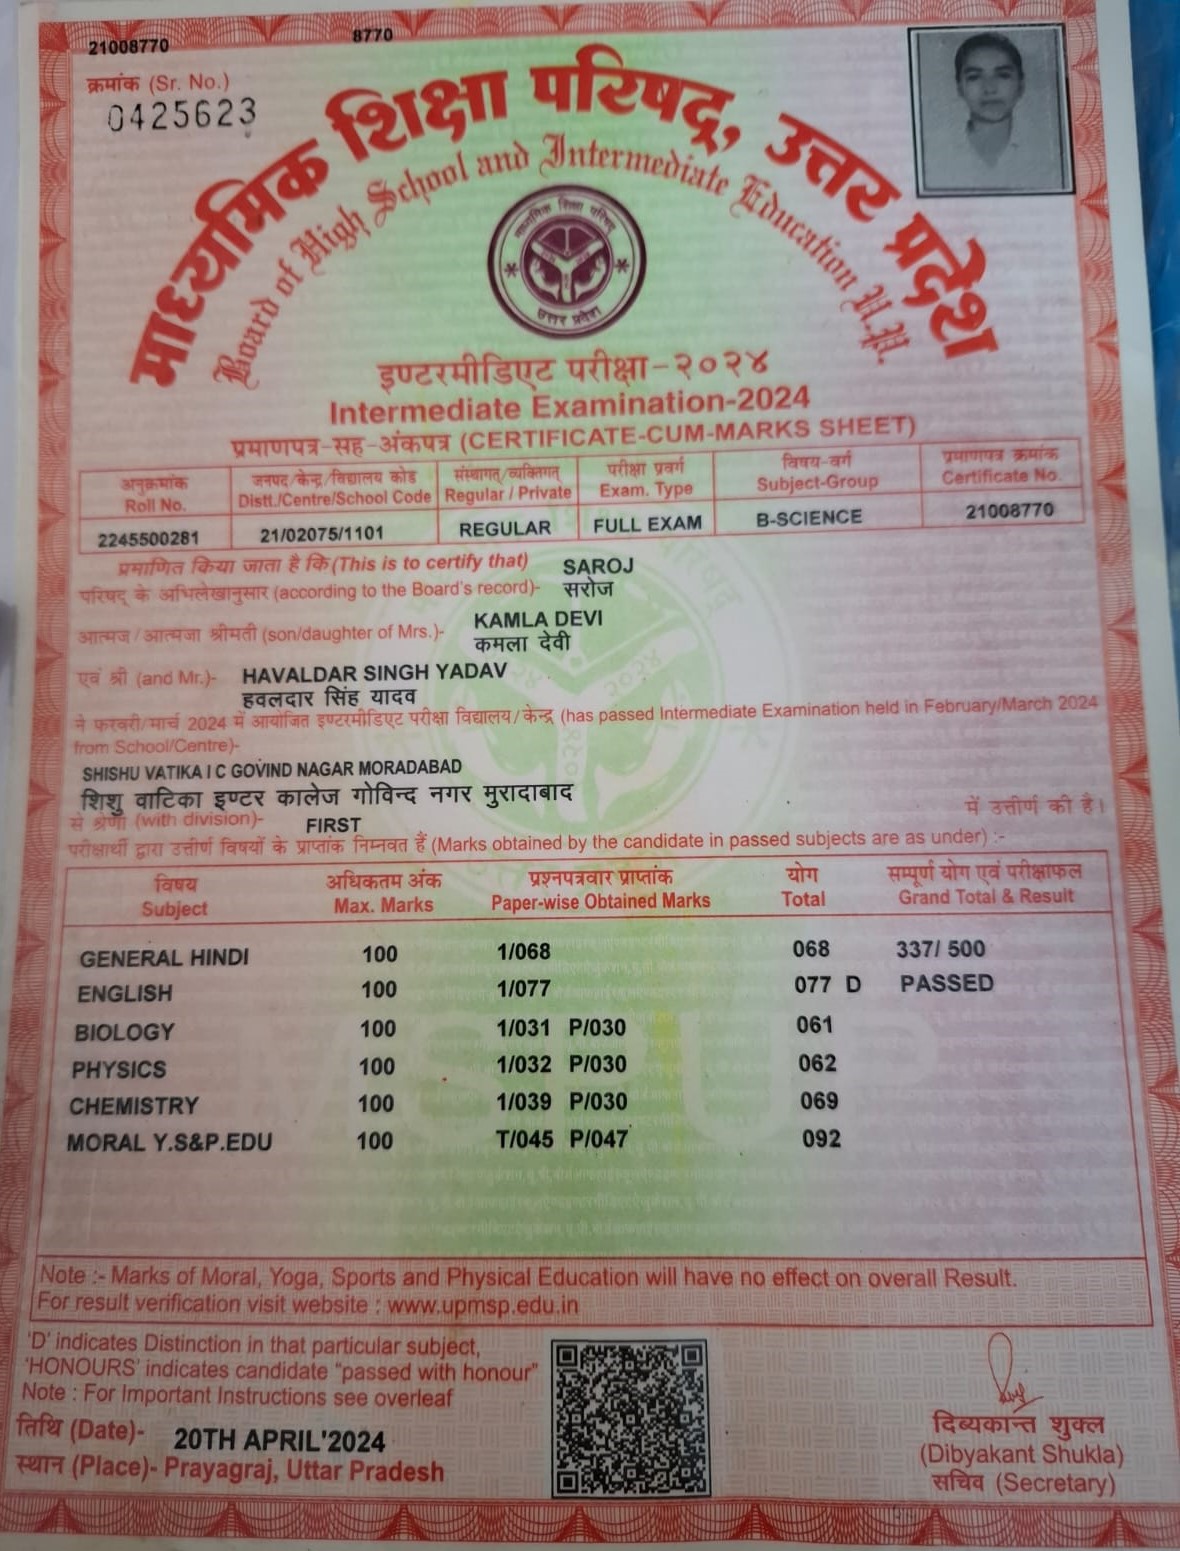 21008770
8770
क्रमांक (Sr. No.)
0425623
माध्यमिक शिक्षा परिषद्, उत्तर प्रदेश
Board of High School and Intermediate Education U.P.
माध्यमिक शिक्षा परिषद
उत्तर प्रदेश
इण्टरमीडिएट परीक्षा-२०२४
Intermediate Examination-2024
प्रमाणपत्र-सह-अंकपत्र (CERTIFICATE-CUM-MARKS SHEET)
अनुक्रमांक जनपद/केन्द्र/विद्यालय कोड संस्थागत/व्यक्तिगत परीक्षा प्रवर्ग विषय-वर्ग प्रमाणपत्र क्रमांक
Roll No. Distt./Centre/School Code Regular / Private Exam. Type Subject-Group Certificate No.
2245500281 21/02075/1101 REGULAR FULL EXAM B-SCIENCE 21008770
प्रमाणित किया जाता है कि (This is to certify that) SAROJ
परिषद् के अभिलेखानुसार (according to the Board's record)- सरोज
KAMLA DEVI
आत्मज/आत्मजा श्रीमती (son/daughter of Mrs.)- कमला देवी
एवं श्री (and Mr.)- HAVALDAR SINGH YADAV
हवलदार सिंह यादव
ने फरवरी/मार्च 2024 में आयोजित इण्टरमीडिएट परीक्षा विद्यालय/केन्द्र (has passed Intermediate Examination held in February/March 2024
from School/Centre)-
SHISHU VATIKA I C GOVIND NAGAR MORADABAD
शिशु वाटिका इण्टर कालेज गोविन्द नगर मुरादाबाद में उत्तीर्ण की है।
से श्रेणी (with division)- FIRST
परीक्षार्थी द्वारा उत्तीर्ण विषयों के प्राप्तांक निम्नवत हैं (Marks obtained by the candidate in passed subjects are as under) :-
विषय अधिकतम अंक प्रश्नपत्रवार प्राप्तांक योग सम्पूर्ण योग एवं परीक्षाफल
Subject Max. Marks Paper-wise Obtained Marks Total Grand Total & Result
GENERAL HINDI 100 1/068 068 337/ 500
ENGLISH 100 1/077 077 D PASSED
BIOLOGY 100 1/031 P/030 061
PHYSICS 100 1/032 P/030 062
CHEMISTRY 100 1/039 P/030 069
MORAL Y.S&P.EDU 100 T/045 P/047 092
Note :- Marks of Moral, Yoga, Sports and Physical Education will have no effect on overall Result.
For result verification visit website : www.upmsp.edu.in
'D' indicates Distinction in that particular subject,
'HONOURS' indicates candidate "passed with honour"
Note : For Important Instructions see overleaf
तिथि (Date)- 20TH APRIL'2024
स्थान (Place)- Prayagraj, Uttar Pradesh
दिब्यकान्त शुक्ल
(Dibyakant Shukla)
सचिव (Secretary)